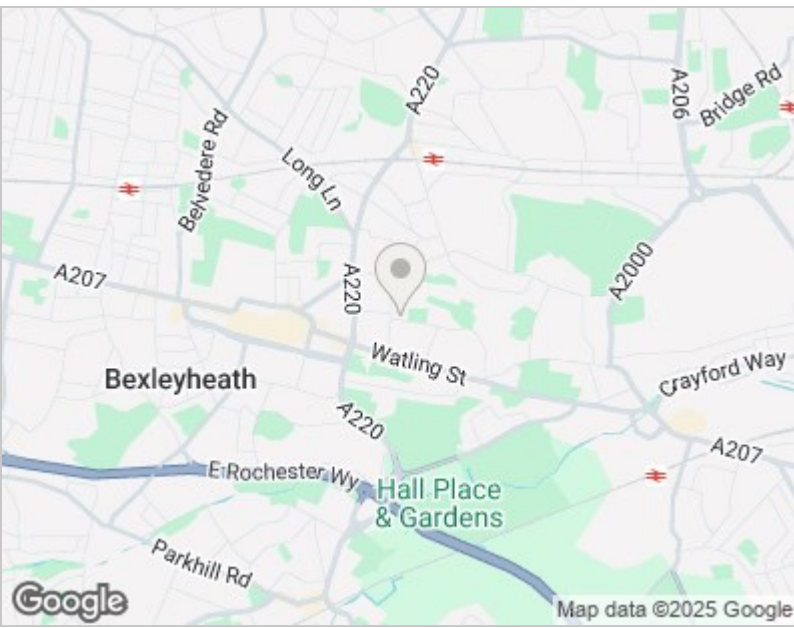 A220
A206
Bridge Rd
Belvedere Rd
Long Ln
A207
A220
A2000
Watling St
Bexleyheath
Crayford Way
A220
A207
E Rochester Wy
Hall Place
& Gardens
Parkhill Rd
Google
Map data ©2025 Google